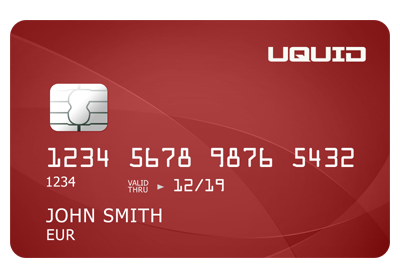 UQUID
1234 5678 9876 5432
1234
VALID
THRU ► 12/19
JOHN SMITH
EUR